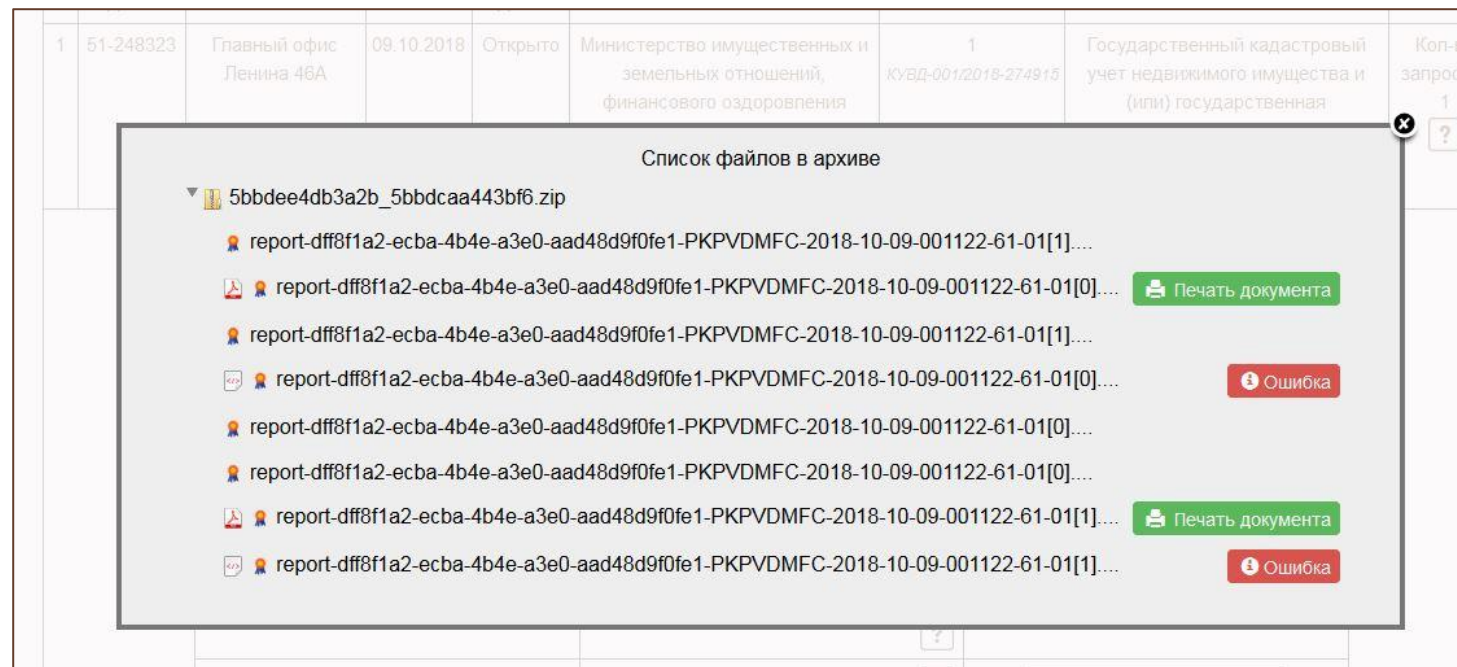 1 51-248323 Главный офис 09.10.2018 Открыто Министерство имущественных и 1 Государственный кадастровый
Ленина 46А земельных отношений, КУВД-001/2018-274915 учет недвижимого имущества и
финансового оздоровления (или) государственная 1
?
Список файлов в архиве
5bbdee4db3a2b_5bbdcaa443bf6.zip
report-dff8f1a2-ecba-4b4e-a3e0-aad48d9f0fe1-PKPVDMFC-2018-10-09-001122-61-01[1]....
report-dff8f1a2-ecba-4b4e-a3e0-aad48d9f0fe1-PKPVDMFC-2018-10-09-001122-61-01[0].... Печать документа
report-dff8f1a2-ecba-4b4e-a3e0-aad48d9f0fe1-PKPVDMFC-2018-10-09-001122-61-01[1]....
report-dff8f1a2-ecba-4b4e-a3e0-aad48d9f0fe1-PKPVDMFC-2018-10-09-001122-61-01[0].... Ошибка
report-dff8f1a2-ecba-4b4e-a3e0-aad48d9f0fe1-PKPVDMFC-2018-10-09-001122-61-01[0]....
report-dff8f1a2-ecba-4b4e-a3e0-aad48d9f0fe1-PKPVDMFC-2018-10-09-001122-61-01[0]....
report-dff8f1a2-ecba-4b4e-a3e0-aad48d9f0fe1-PKPVDMFC-2018-10-09-001122-61-01[1].... Печать документа
report-dff8f1a2-ecba-4b4e-a3e0-aad48d9f0fe1-PKPVDMFC-2018-10-09-001122-61-01[1].... Ошибка
?